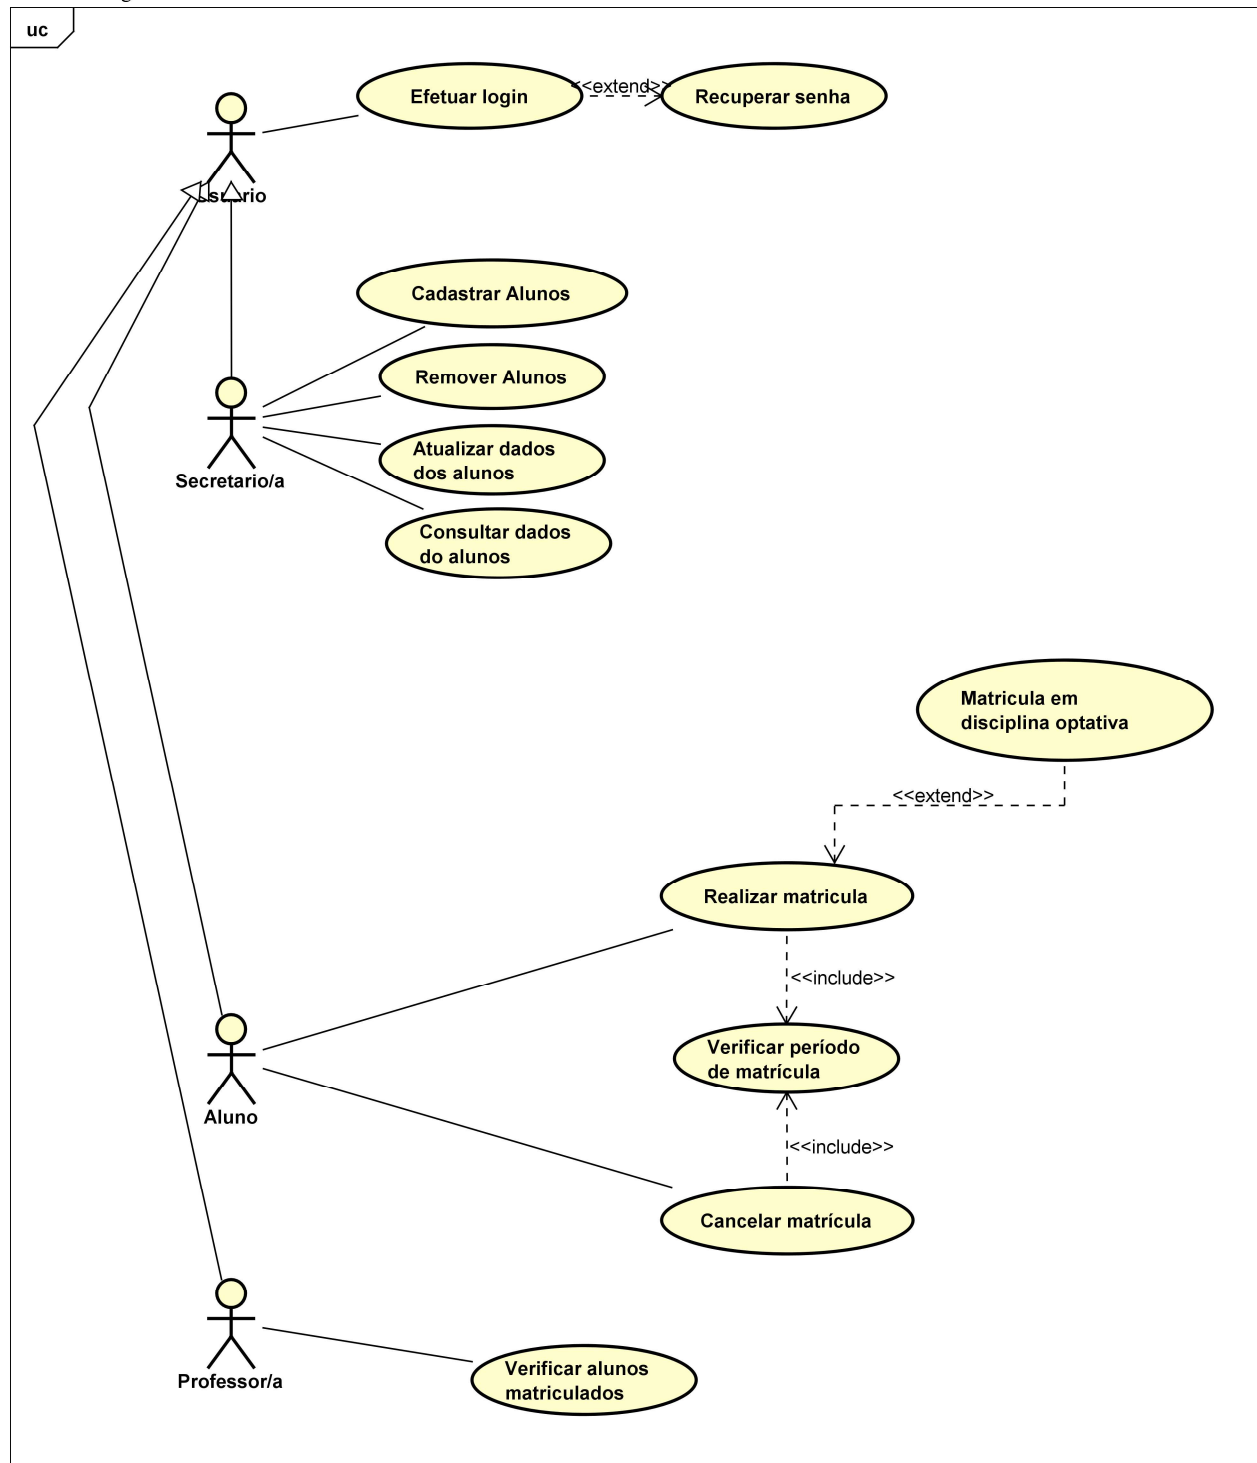 uc
Efetuar login
<<extend>>
Recuperar senha
Cadastrar Alunos
Remover Alunos
Atualizar dados
dos alunos
Secretario/a
Consultar dados
do alunos
Matricula em
disciplina optativa
<<extend>>
Realizar matricula
<<include>>
Verificar período
de matrícula
Aluno
<<include>>
Cancelar matrícula
Verificar alunos
matriculados
Professor/a